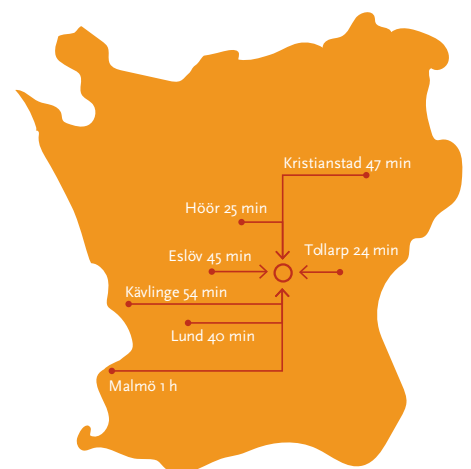 Kristianstad 47 min
Höör 25 min
Tollarp 24 min
Eslöv 45 min
Kävlinge 54 min
Lund 40 min
Malmö 1 h